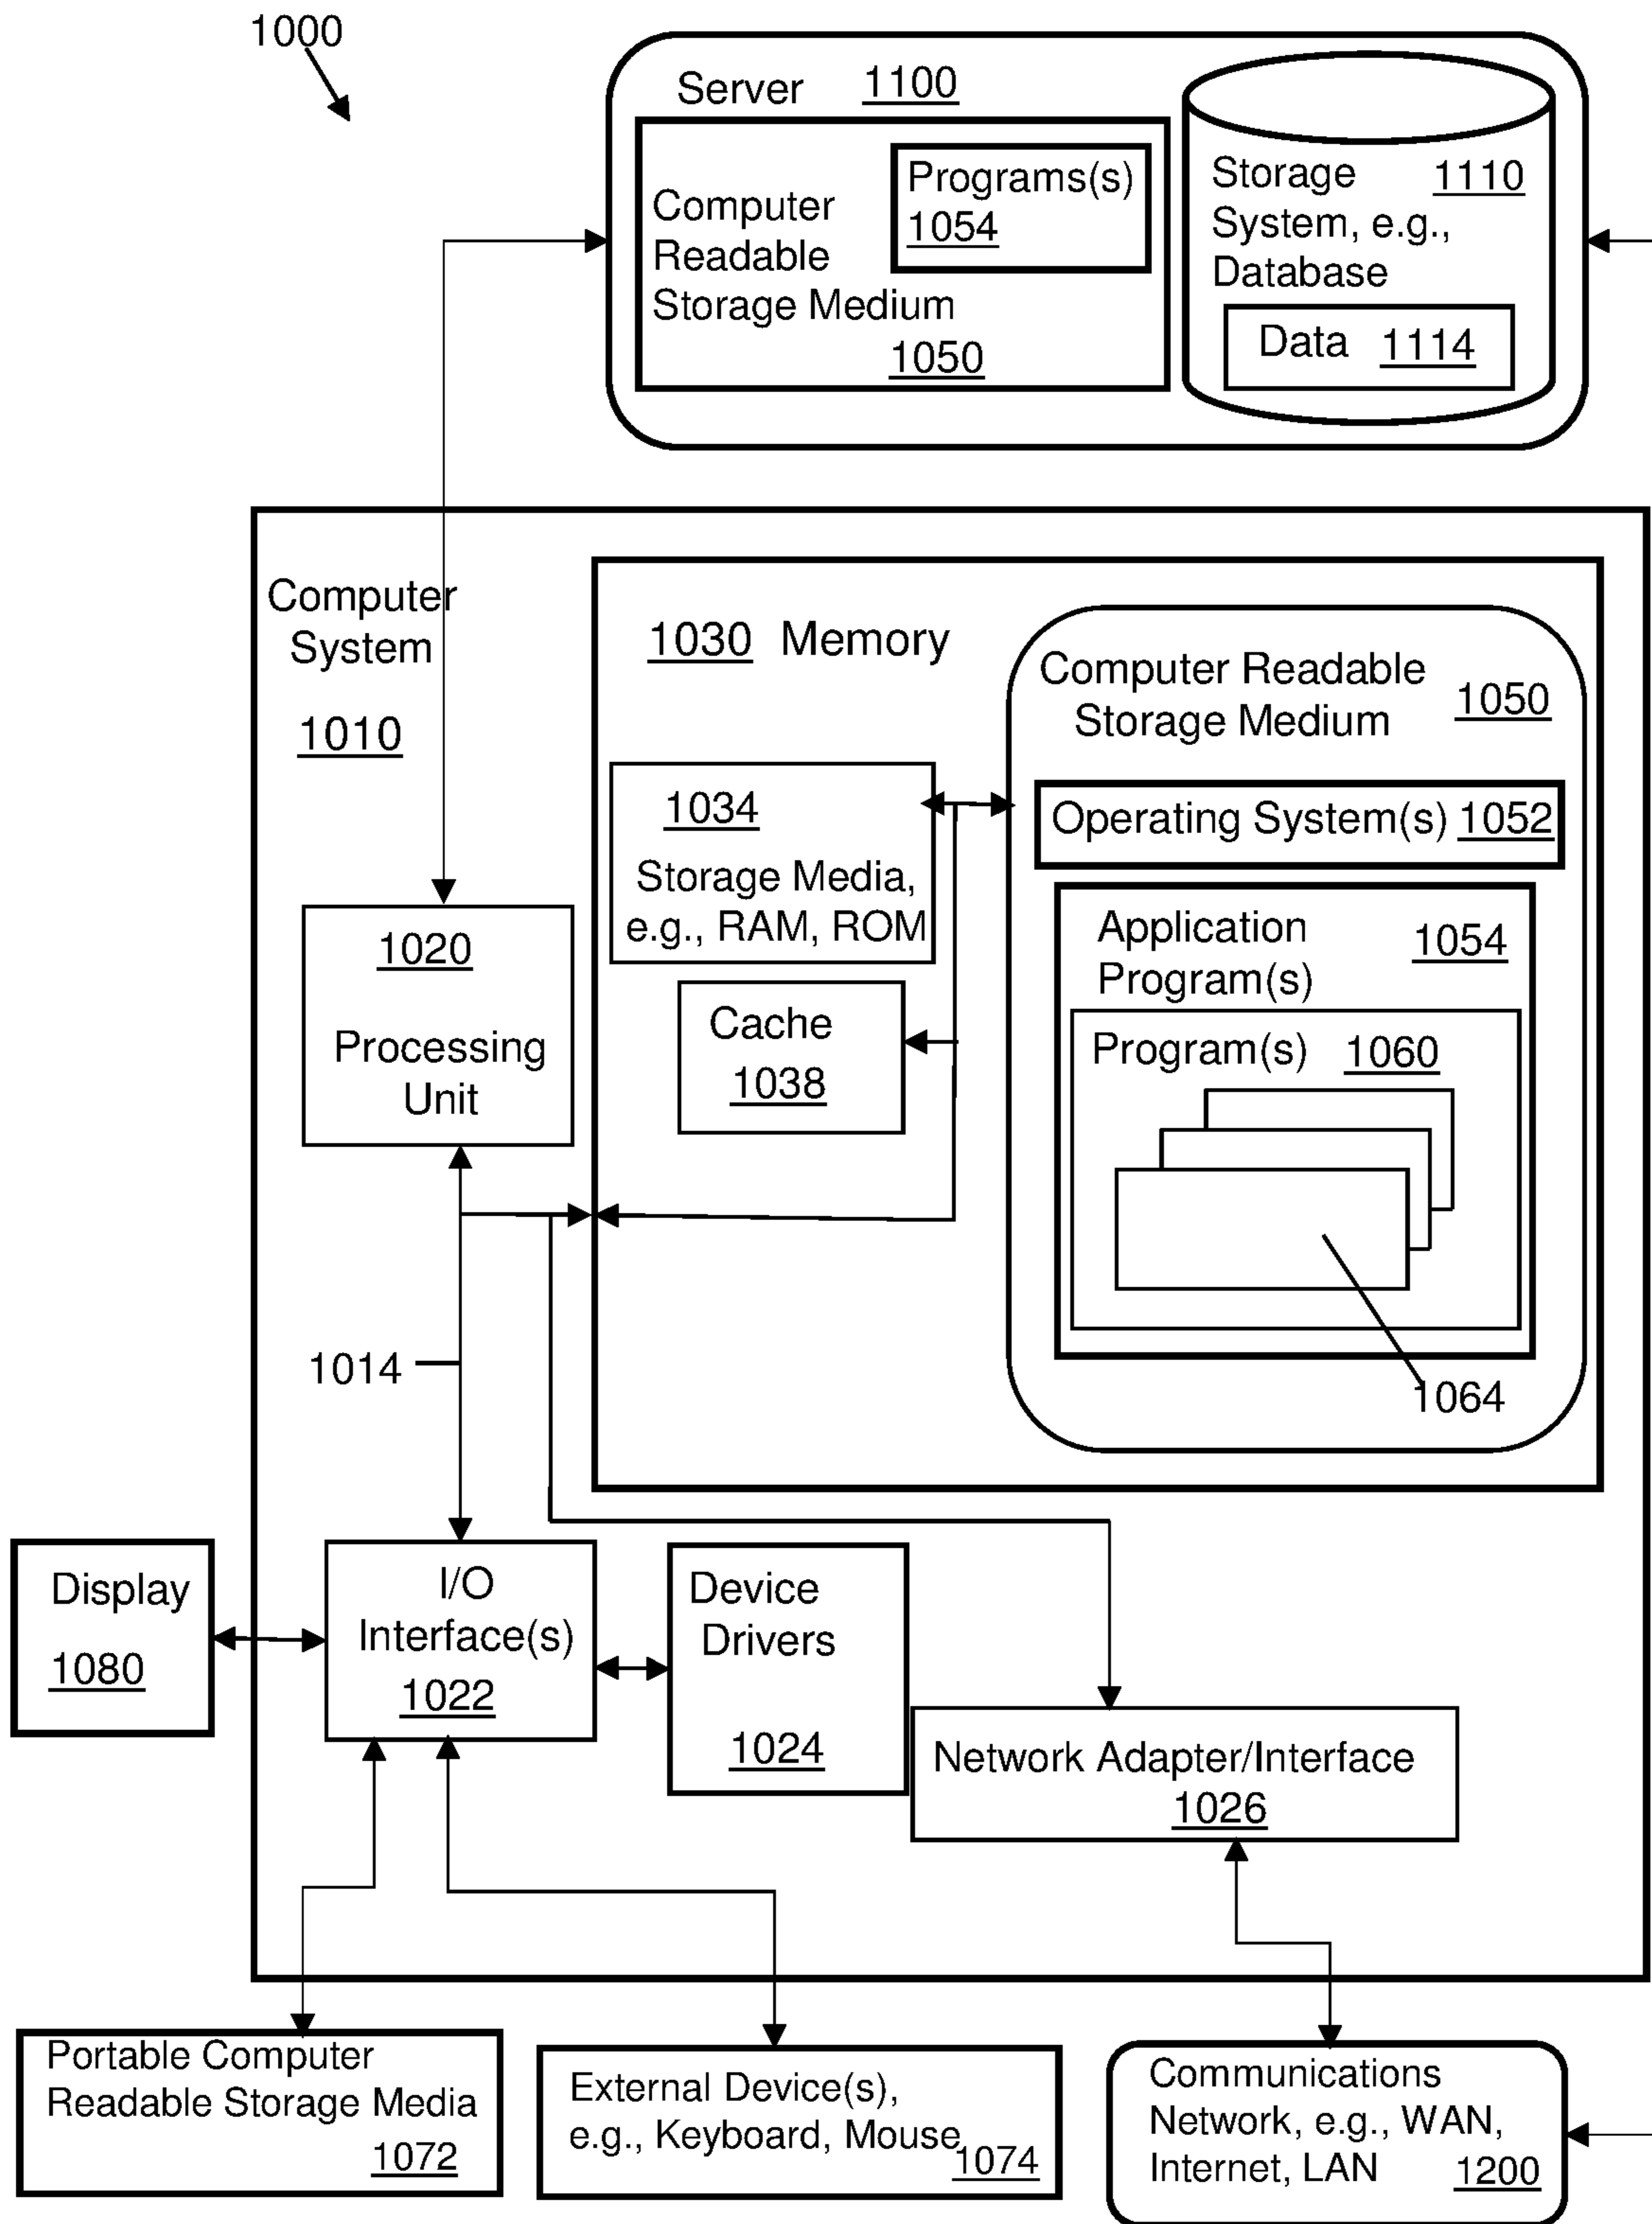 1000
Server 1100
Programs(s)
1054
Computer
Readable
Storage Medium
1050
Storage 1110
System, e.g.,
Database
Data 1114
Computer
System
1010
1030 Memory
Computer Readable
Storage Medium
1050
1034
Storage Media,
e.g., RAM, ROM
Operating System(s) 1052
1020
Processing
Unit
Cache
1038
Application
Program(s)
1054
Program(s) 1060
1064
1014
Display
1080
I/O
Interface(s)
1022
Device
Drivers
1024
Network Adapter/Interface
1026
Portable Computer
Readable Storage Media
1072
External Device(s),
e.g., Keyboard, Mouse
1074
Communications
Network, e.g., WAN,
Internet, LAN
1200